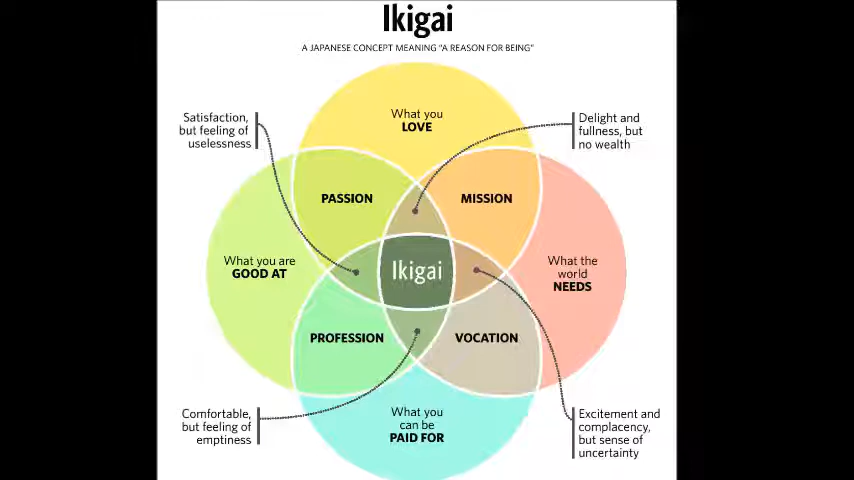 Ikigai
A JAPANESE CONCEPT MEANING "A REASON FOR BEING"
Satisfaction,
but feeling of
uselessness
What you
LOVE
Delight and
fullness, but
no wealth
PASSION
MISSION
What you are
GOOD AT
Ikigai
What the
world
NEEDS
PROFESSION
VOCATION
Comfortable,
but feeling of
emptiness
What you
can be
PAID FOR
Excitement and
complacency,
but sense of
uncertainty